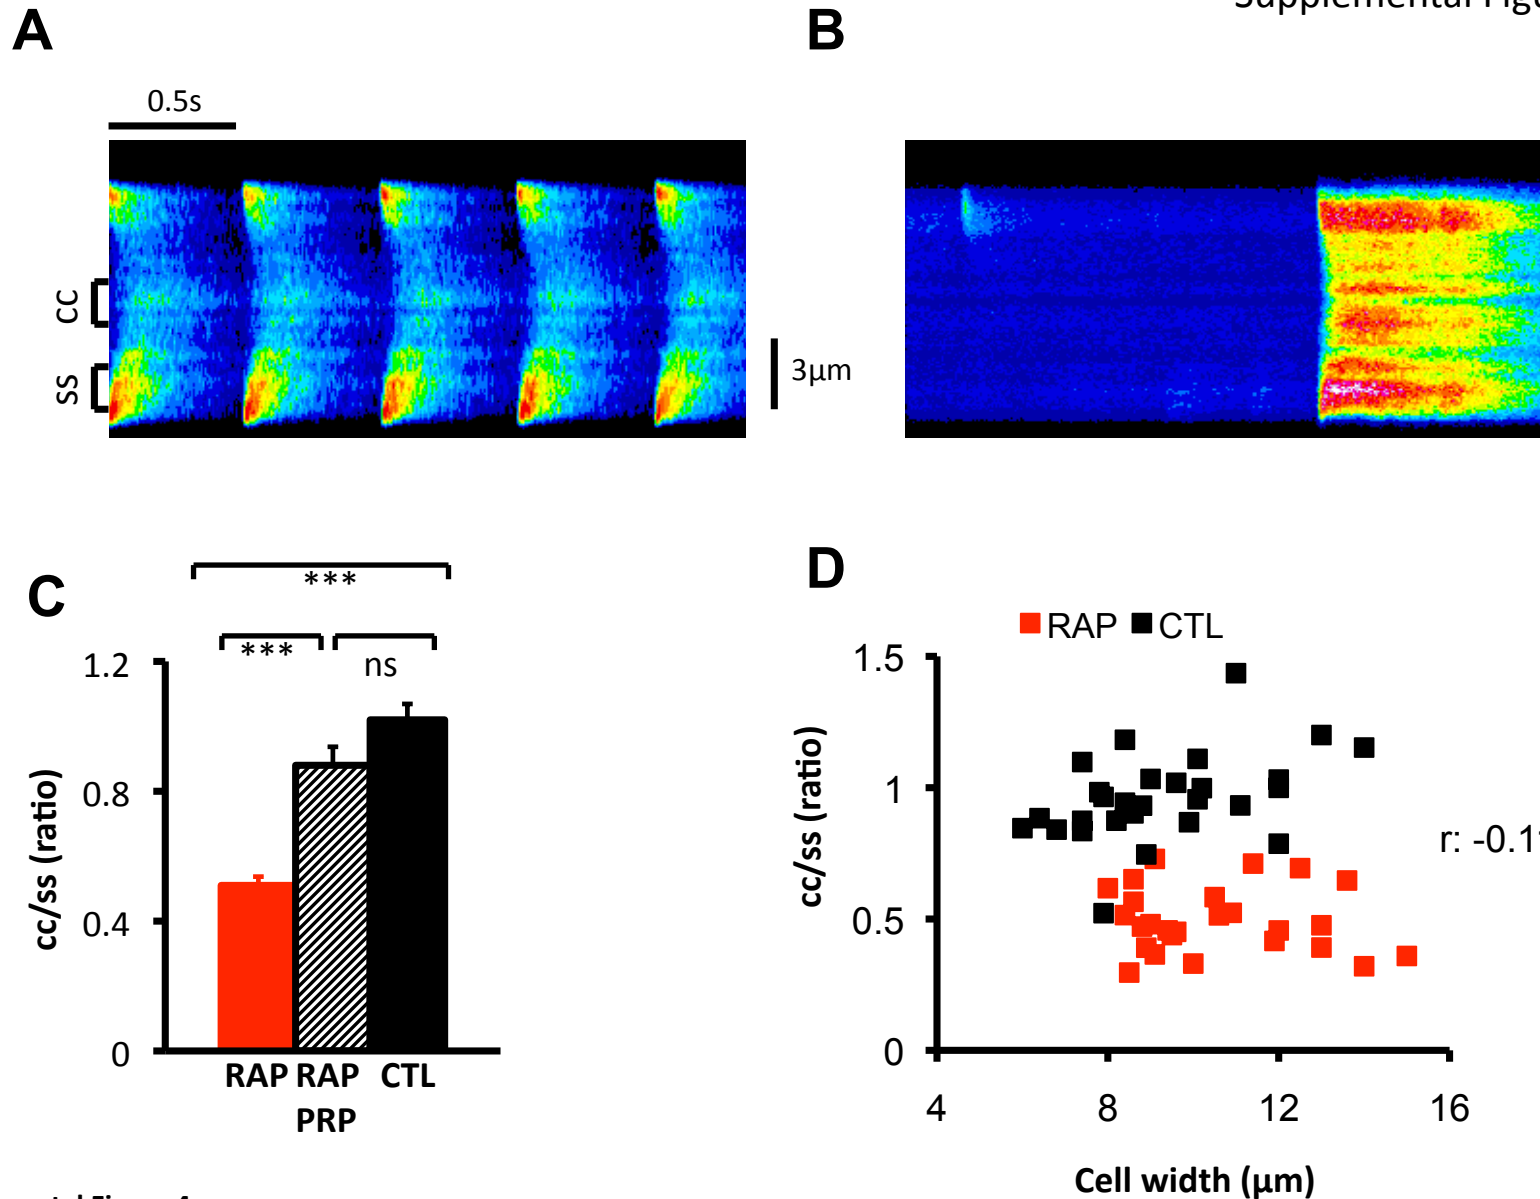 Supplemental
A
B
0.5s
cc
ss
3µm
C
D
***
***
ns
1.2
0.8
0.4
0
cc/ss (ratio)
RAP RAP CTL
PRP
RAP CTL
1.5
1
0.5
0
cc/ss (ratio)
r: -0.1
4 8 12 16
Cell width (µm)